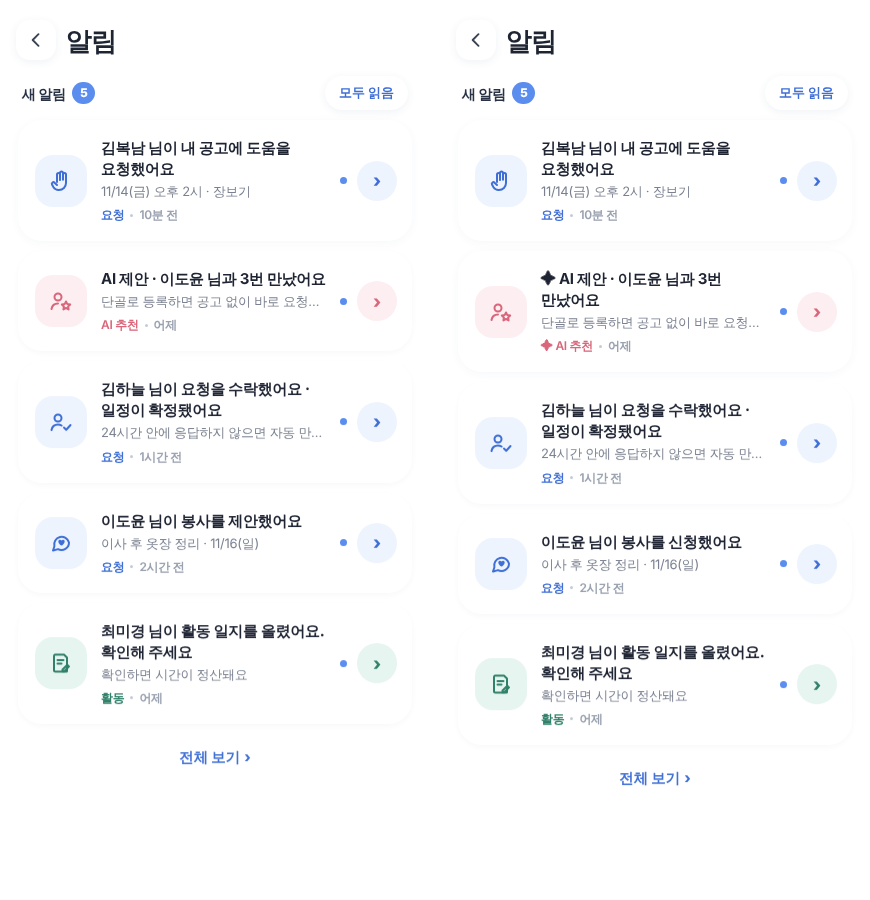 알림
새 알림 5
모두 읽음
김복남 님이 내 공고에 도움을
요청했어요
11/14(금) 오후 2시 · 장보기
요청 · 10분 전
AI 제안 · 이도윤 님과 3번 만났어요
단골로 등록하면 공고 없이 바로 요청...
AI 추천 · 어제
김하늘 님이 요청을 수락했어요 ·
일정이 확정됐어요
24시간 안에 응답하지 않으면 자동 만...
요청 · 1시간 전
이도윤 님이 봉사를 제안했어요
이사 후 옷장 정리 · 11/16(일)
요청 · 2시간 전
최미경 님이 활동 일지를 올렸어요.
확인해 주세요
확인하면 시간이 정산돼요
활동 · 어제
전체 보기 ›
알림
새 알림 5
모두 읽음
김복남 님이 내 공고에 도움을
요청했어요
11/14(금) 오후 2시 · 장보기
요청 · 10분 전
AI 제안 · 이도윤 님과 3번
만났어요
단골로 등록하면 공고 없이 바로 요청...
AI 추천 · 어제
김하늘 님이 요청을 수락했어요 ·
일정이 확정됐어요
24시간 안에 응답하지 않으면 자동 만...
요청 · 1시간 전
이도윤 님이 봉사를 신청했어요
이사 후 옷장 정리 · 11/16(일)
요청 · 2시간 전
최미경 님이 활동 일지를 올렸어요.
확인해 주세요
확인하면 시간이 정산돼요
활동 · 어제
전체 보기 ›